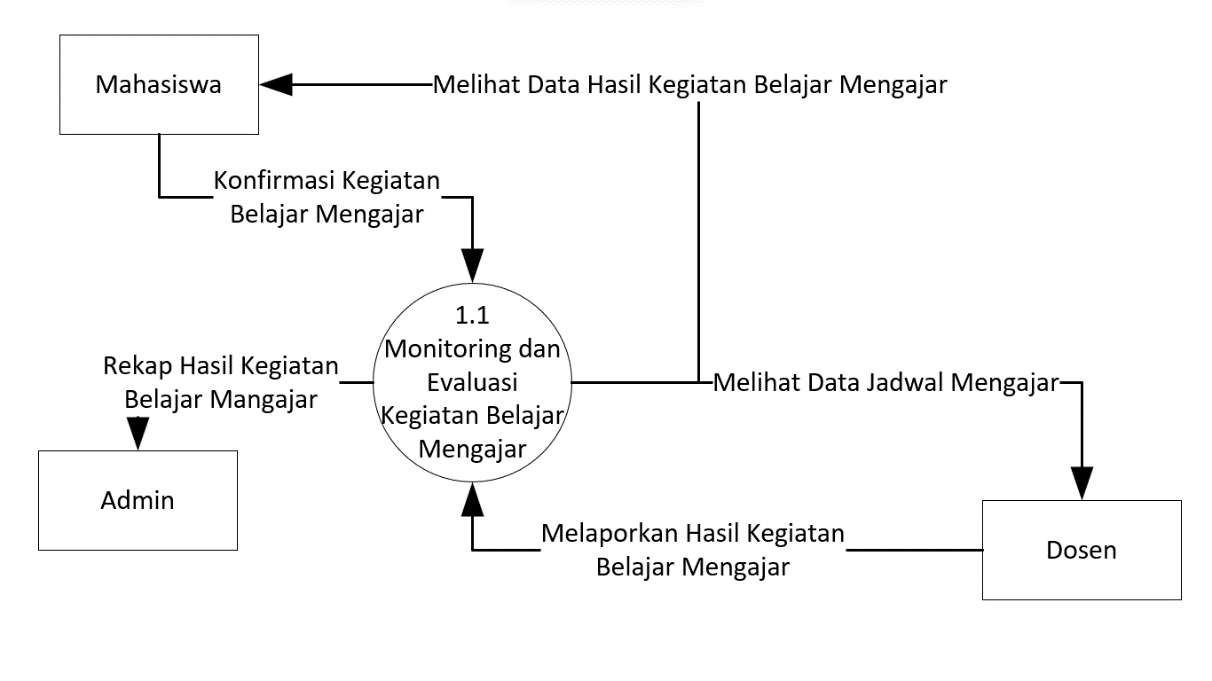 Mahasiswa
Melihat Data Hasil Kegiatan Belajar Mengajar
Konfirmasi Kegiatan
Belajar Mengajar
1.1
Monitoring dan
Evaluasi
Kegiatan Belajar
Mengajar
Rekap Hasil Kegiatan
Belajar Mangajar
Melihat Data Jadwal Mengajar
Admin
Melaporkan Hasil Kegiatan
Belajar Mengajar
Dosen